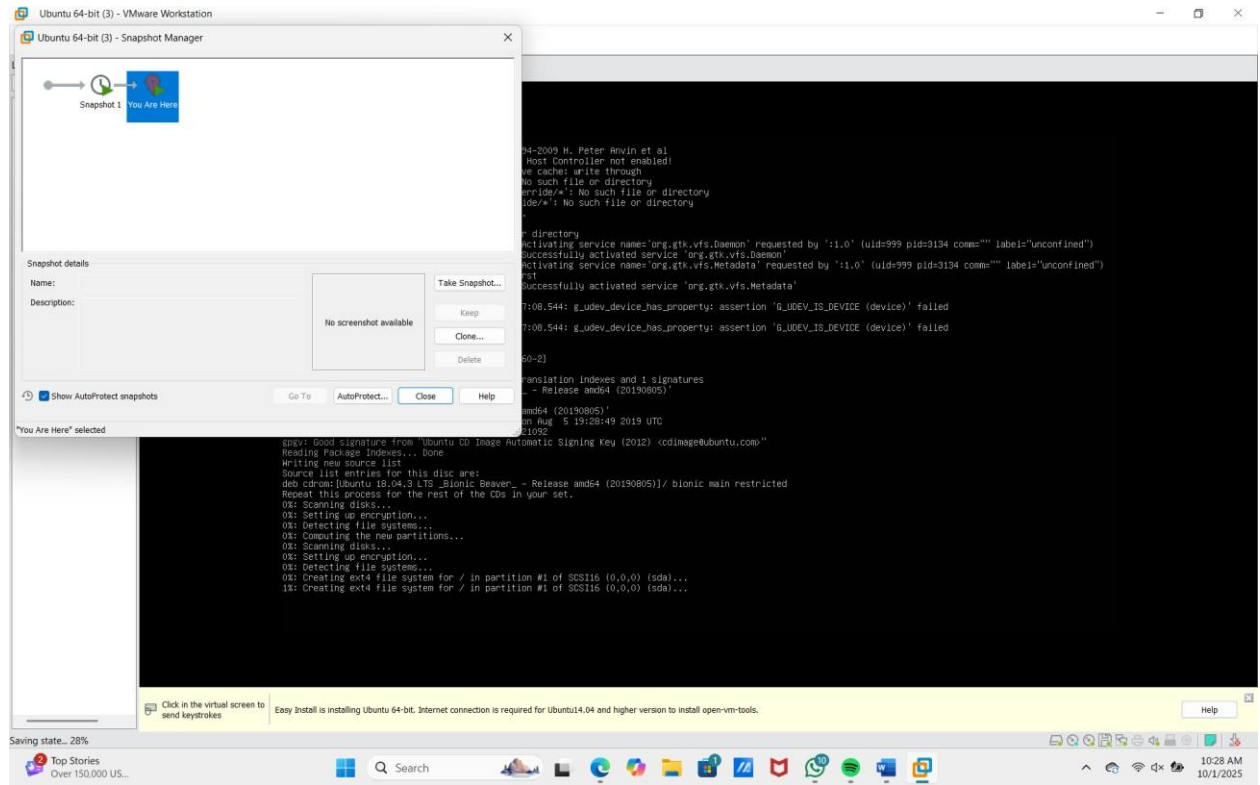 Ubuntu 64-bit (3) - VMware Workstation
Ubuntu 64-bit (3) - Snapshot Manager
Snapshot 1
You Are Here
Snapshot details
Name:
Description:
No screenshot available
Take Snapshot...
Keep
Clone...
Delete
Show AutoProtect snapshots
Go To
AutoProtect...
Close
Help
"You Are Here" selected
94-2009 H. Peter Anvin et al
Host Controller not enabled!
ve cache: write through
No such file or directory
erride/*': No such file or directory
ide/*': No such file or directory
r directory
Activating service name='org.gtk.vfs.Daemon' requested by ':1.0' (uid=999 pid=3134 comm="" label="unconfined")
Successfully activated service 'org.gtk.vfs.Daemon'
Activating service name='org.gtk.vfs.Metadata' requested by ':1.0' (uid=999 pid=3134 comm="" label="unconfined")
rst
Successfully activated service 'org.gtk.vfs.Metadata'
7:08.544: g_udev_device_has_property: assertion 'G_UDEV_IS_DEVICE (device)' failed
7:08.544: g_udev_device_has_property: assertion 'G_UDEV_IS_DEVICE (device)' failed
60-2]
ranslation indexes and 1 signatures
_ - Release amd64 (20190805)'
amd64 (20190805)'
on Aug 5 19:28:49 2019 UTC
21092
gpgv: Good signature from "Ubuntu CD Image Automatic Signing Key (2012) <cdimage@ubuntu.com>"
Reading Package Indexes... Done
Writing new source list
Source list entries for this disc are:
deb cdrom:[Ubuntu 18.04.3 LTS _Bionic Beaver_ - Release amd64 (20190805)]/ bionic main restricted
Repeat this process for the rest of the CDs in your set.
0%: Scanning disks...
0%: Setting up encryption...
0%: Detecting file systems...
0%: Computing the new partitions...
0%: Scanning disks...
0%: Setting up encryption...
0%: Detecting file systems...
0%: Creating ext4 file system for / in partition #1 of SCSI16 (0,0,0) (sda)...
1%: Creating ext4 file system for / in partition #1 of SCSI16 (0,0,0) (sda)...
Click in the virtual screen to
send keystrokes
Easy Install is installing Ubuntu 64-bit. Internet connection is required for Ubuntu14.04 and higher version to install open-vm-tools.
Help
Saving state... 28%
2
Top Stories
Over 150,000 US...
Search
10:28 AM
10/1/2025